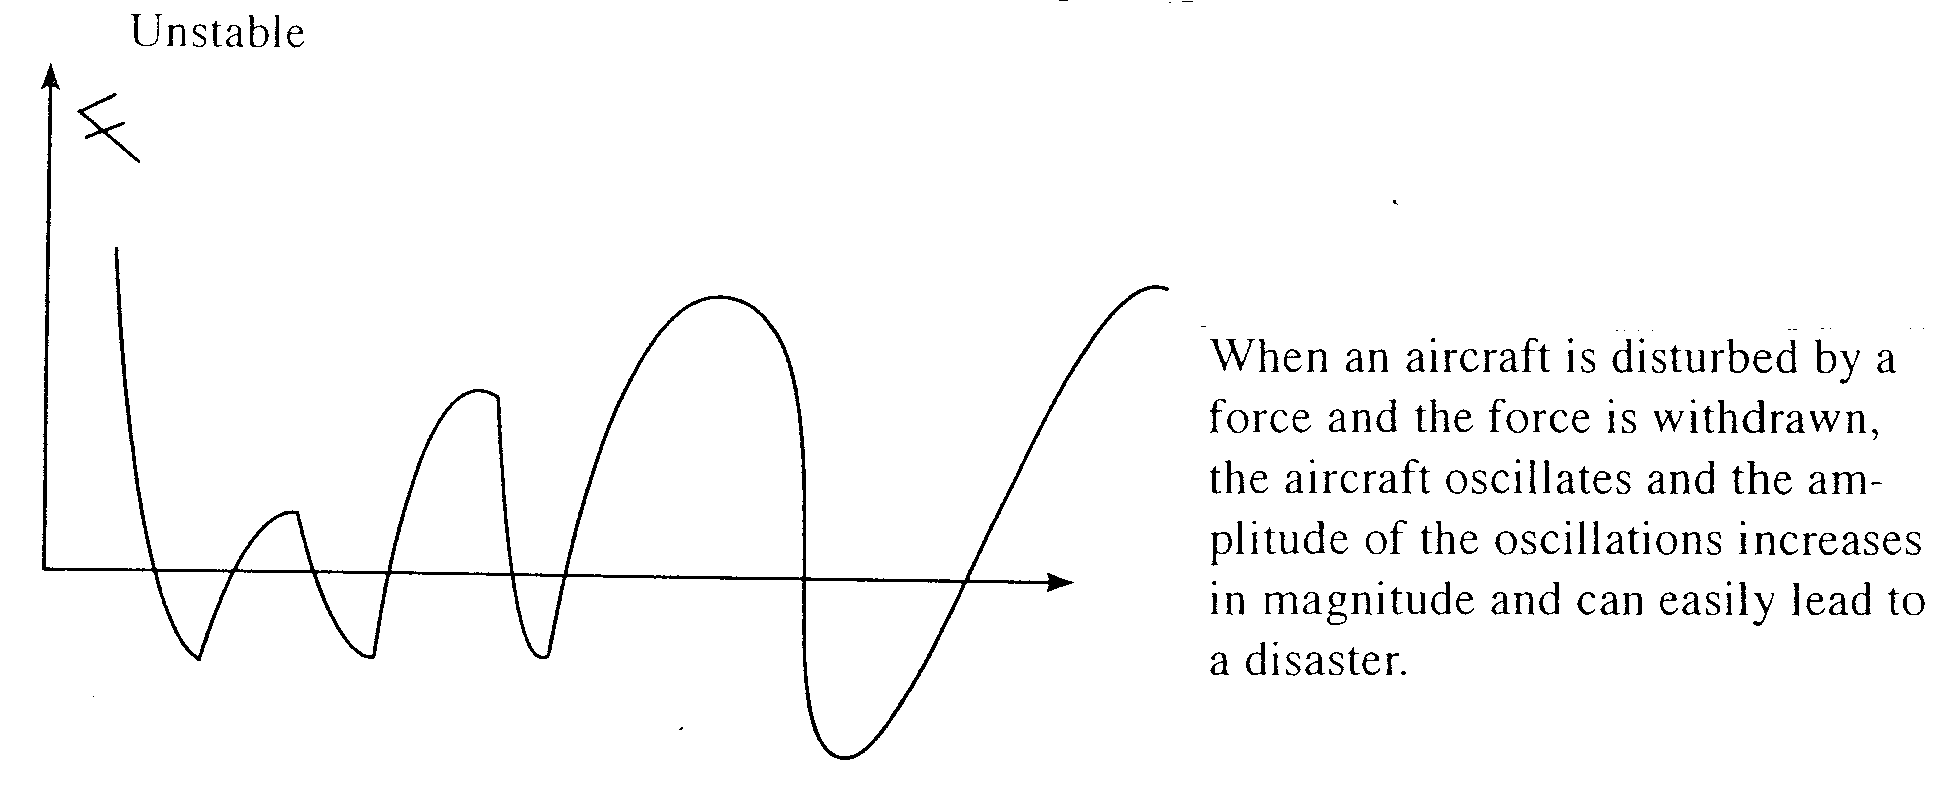 Unstable
When an aircraft is disturbed by a
force and the force is withdrawn,
the aircraft oscillates and the am-
plitude of the oscillations increases
in magnitude and can easily lead to
a disaster.